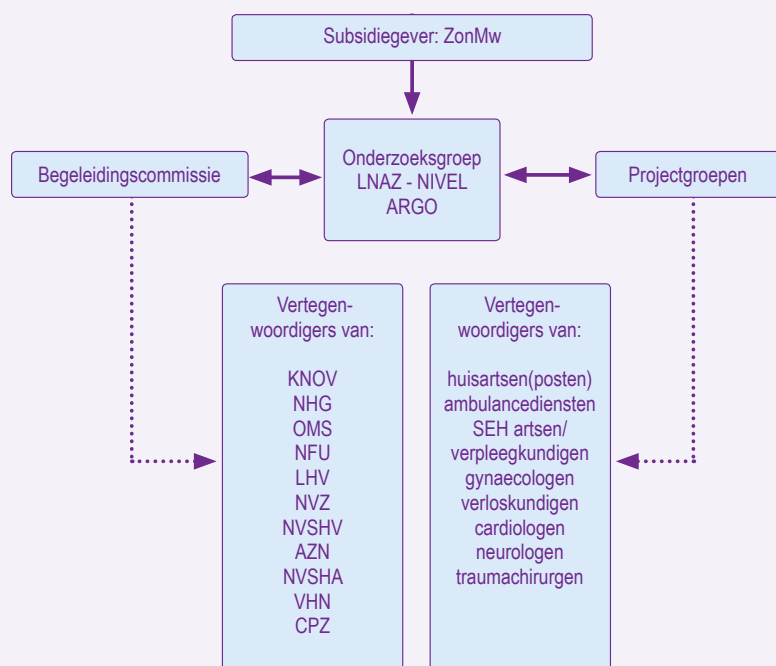 Subsidiegever: ZonMw
Begeleidingscommissie
Onderzoeksgroep
LNAZ - NIVEL
ARGO
Projectgroepen
Vertegen-
woordigers van:
KNOV
NHG
OMS
NFU
LHV
NVZ
NVSHV
AZN
NVSHA
VHN
CPZ
Vertegen-
woordigers van:
huisartsen(posten)
ambulancediensten
SEH artsen/
verpleegkundigen
gynaecologen
verloskundigen
cardiologen
neurologen
traumachirurgen